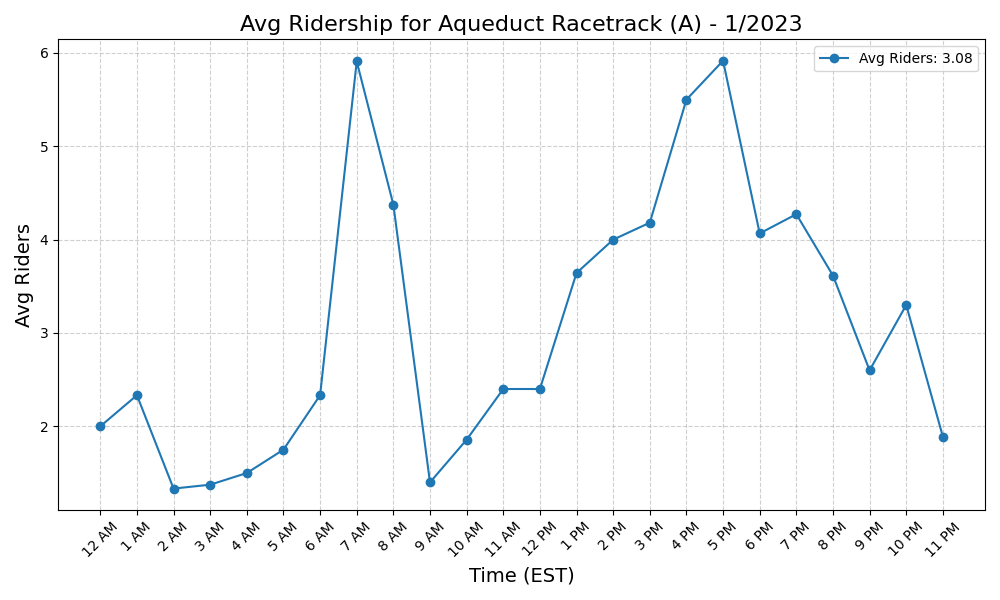 Avg Ridership for Aqueduct Racetrack (A) - 1/2023
Avg Riders: 3.08
6
5
4
3
2
Avg Riders
12 AM
1 AM
2 AM
3 AM
4 AM
5 AM
6 AM
7 AM
8 AM
9 AM
10 AM
11 AM
12 PM
1 PM
2 PM
3 PM
4 PM
5 PM
6 PM
7 PM
8 PM
9 PM
10 PM
11 PM
Time (EST)